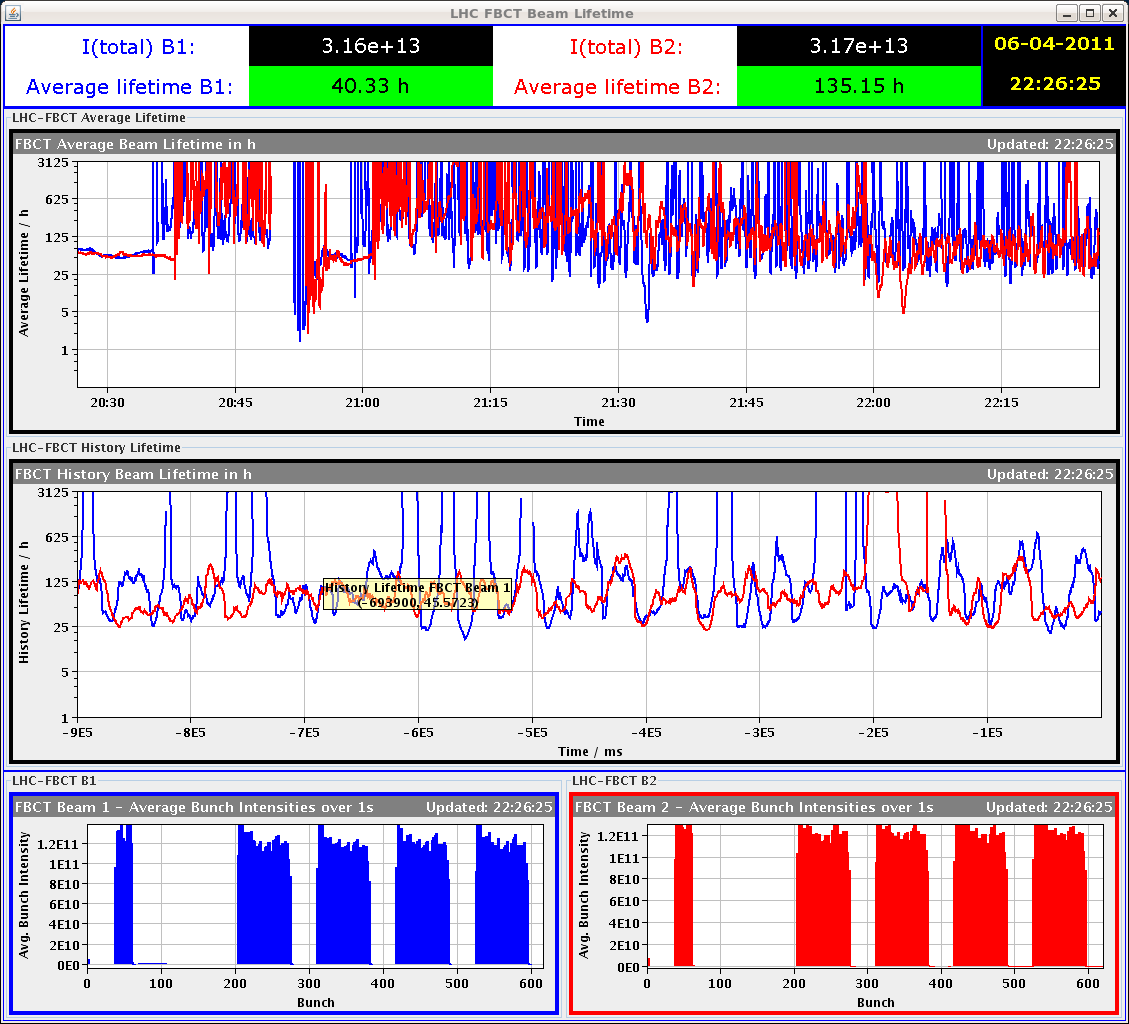 LHC FBCT Beam Lifetime
I(total) B1: 3.16e+13 I(total) B2: 3.17e+13 06-04-2011
Average lifetime B1: 40.33 h Average lifetime B2: 135.15 h 22:26:25
LHC-FBCT Average Lifetime
FBCT Average Beam Lifetime in h Updated: 22:26:25
Average Lifetime / h
3125
625
125
25
5
1
20:30 20:45 21:00 21:15 21:30 21:45 22:00 22:15
Time
LHC-FBCT History Lifetime
FBCT History Beam Lifetime in h Updated: 22:26:25
History Lifetime / h
3125
625
125
History Lifetime FBCT Beam 1
(-693900, 45.5723)
25
5
1
-9E5 -8E5 -7E5 -6E5 -5E5 -4E5 -3E5 -2E5 -1E5
Time / ms
LHC-FBCT B1
FBCT Beam 1 - Average Bunch Intensities over 1s Updated: 22:26:25
Avg. Bunch Intensity
1.2E11
1E11
8E10
6E10
4E10
2E10
0E0
0 100 200 300 400 500 600
Bunch
LHC-FBCT B2
FBCT Beam 2 - Average Bunch Intensities over 1s Updated: 22:26:25
Avg. Bunch Intensity
1.2E11
1E11
8E10
6E10
4E10
2E10
0E0
0 100 200 300 400 500 600
Bunch